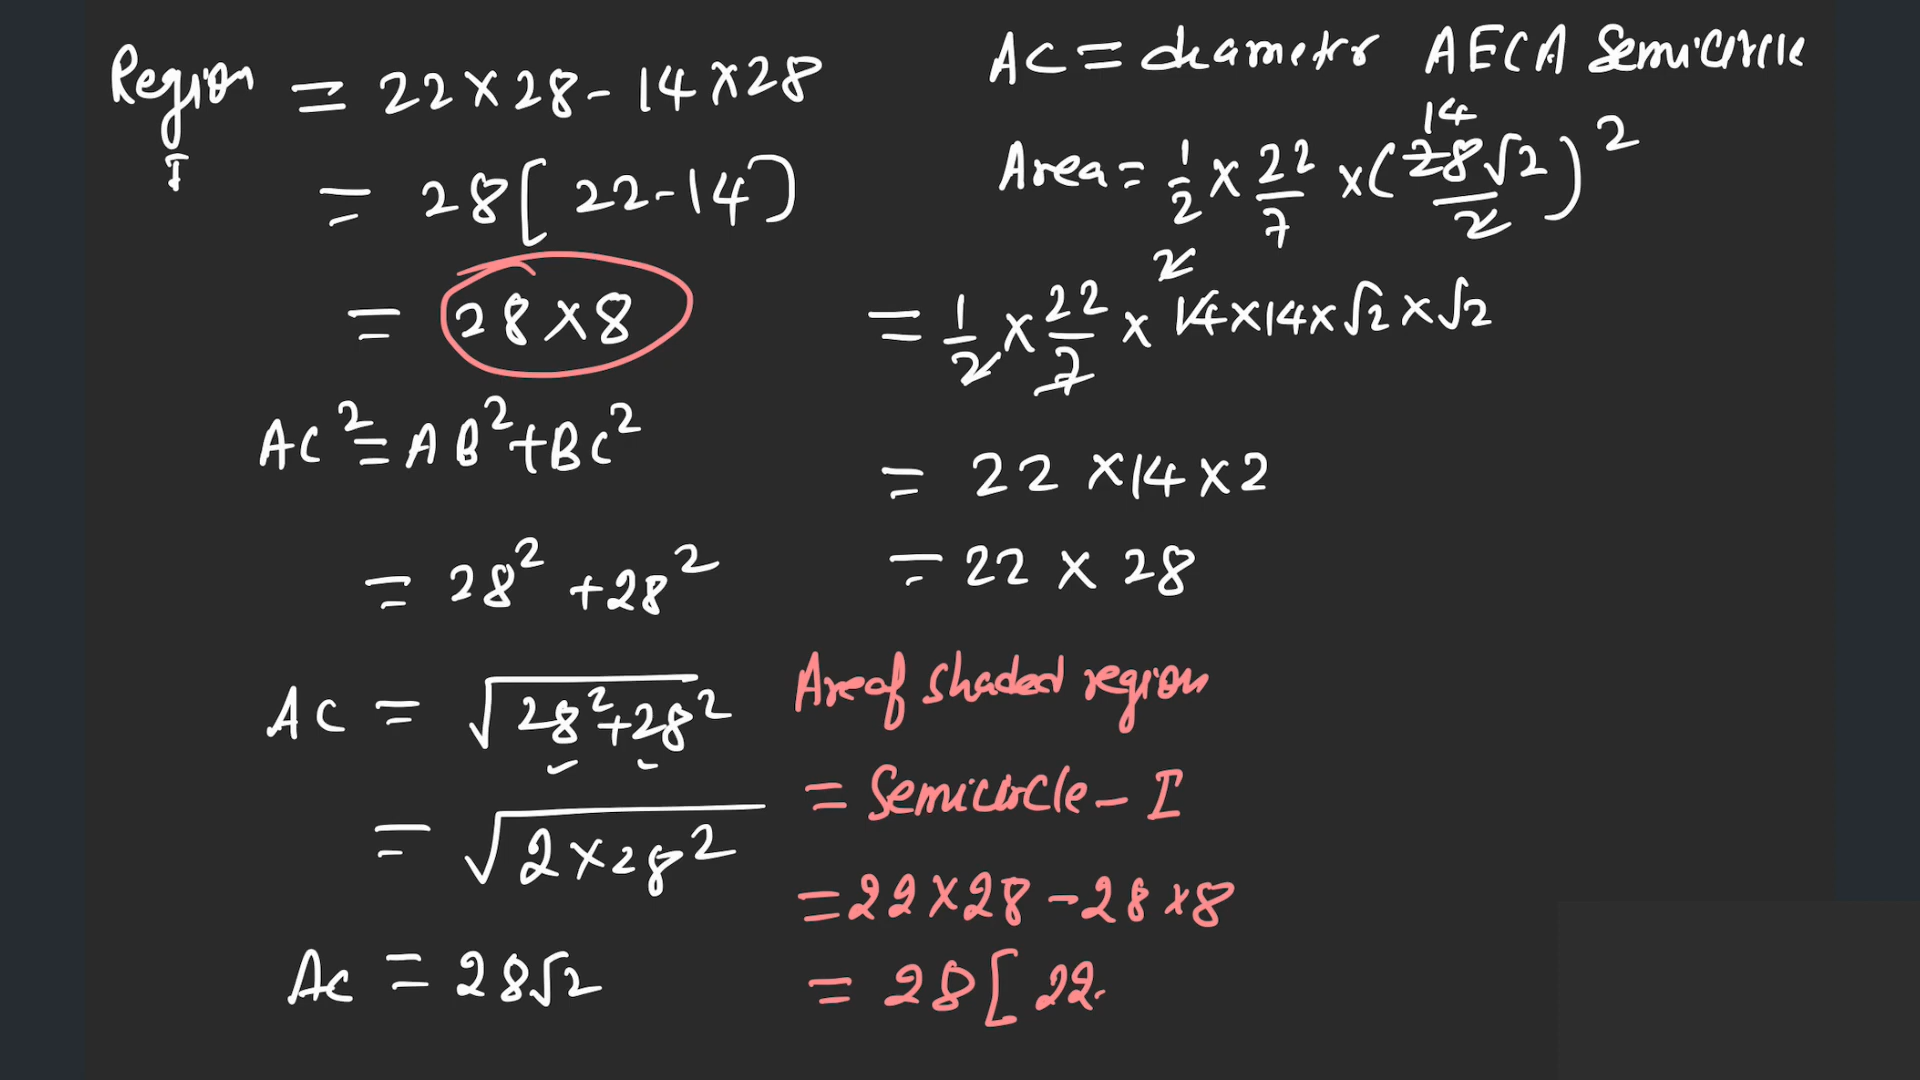 Region I = 22 × 28 - 14 × 28
= 28[22-14)
= 28 × 8
AC² = AB² + BC²
= 28² + 28²
AC = √28²+28²
= √2×28²
AC = 28√2
AC = diameter AECA Semicircle
Area = 1/2 × 22/7 × (28√2/2)² 14
= 1/2 × 22/7 × 14×14×√2×√2 2
= 22 ×14×2
= 22 × 28
Area of shaded region
= Semicircle - I
= 22×28 - 28×8
= 28[22-